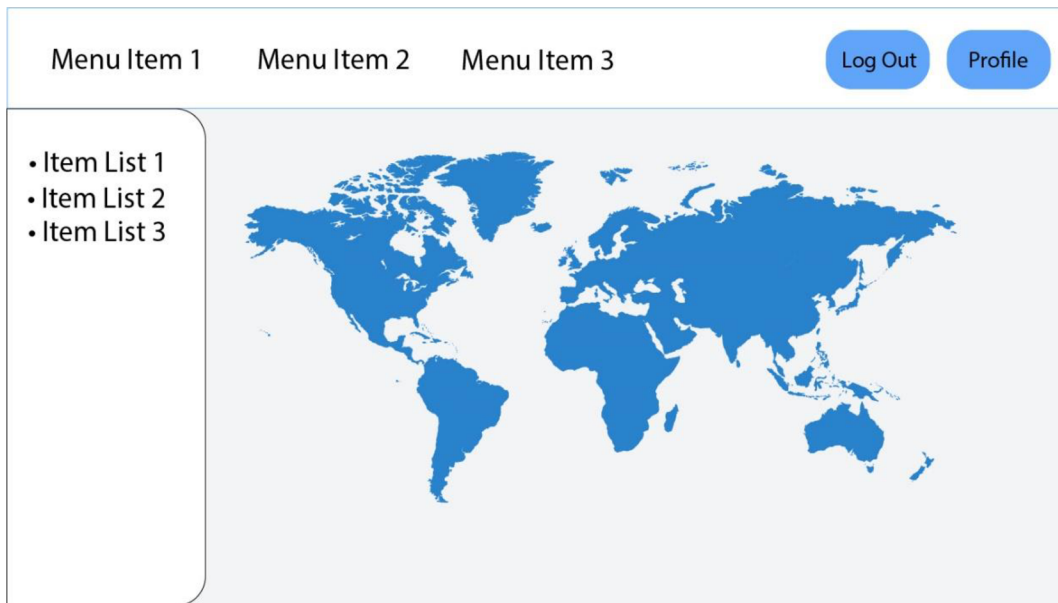 Menu Item 1 Menu Item 2 Menu Item 3 Log Out Profile
• Item List 1
• Item List 2
• Item List 3